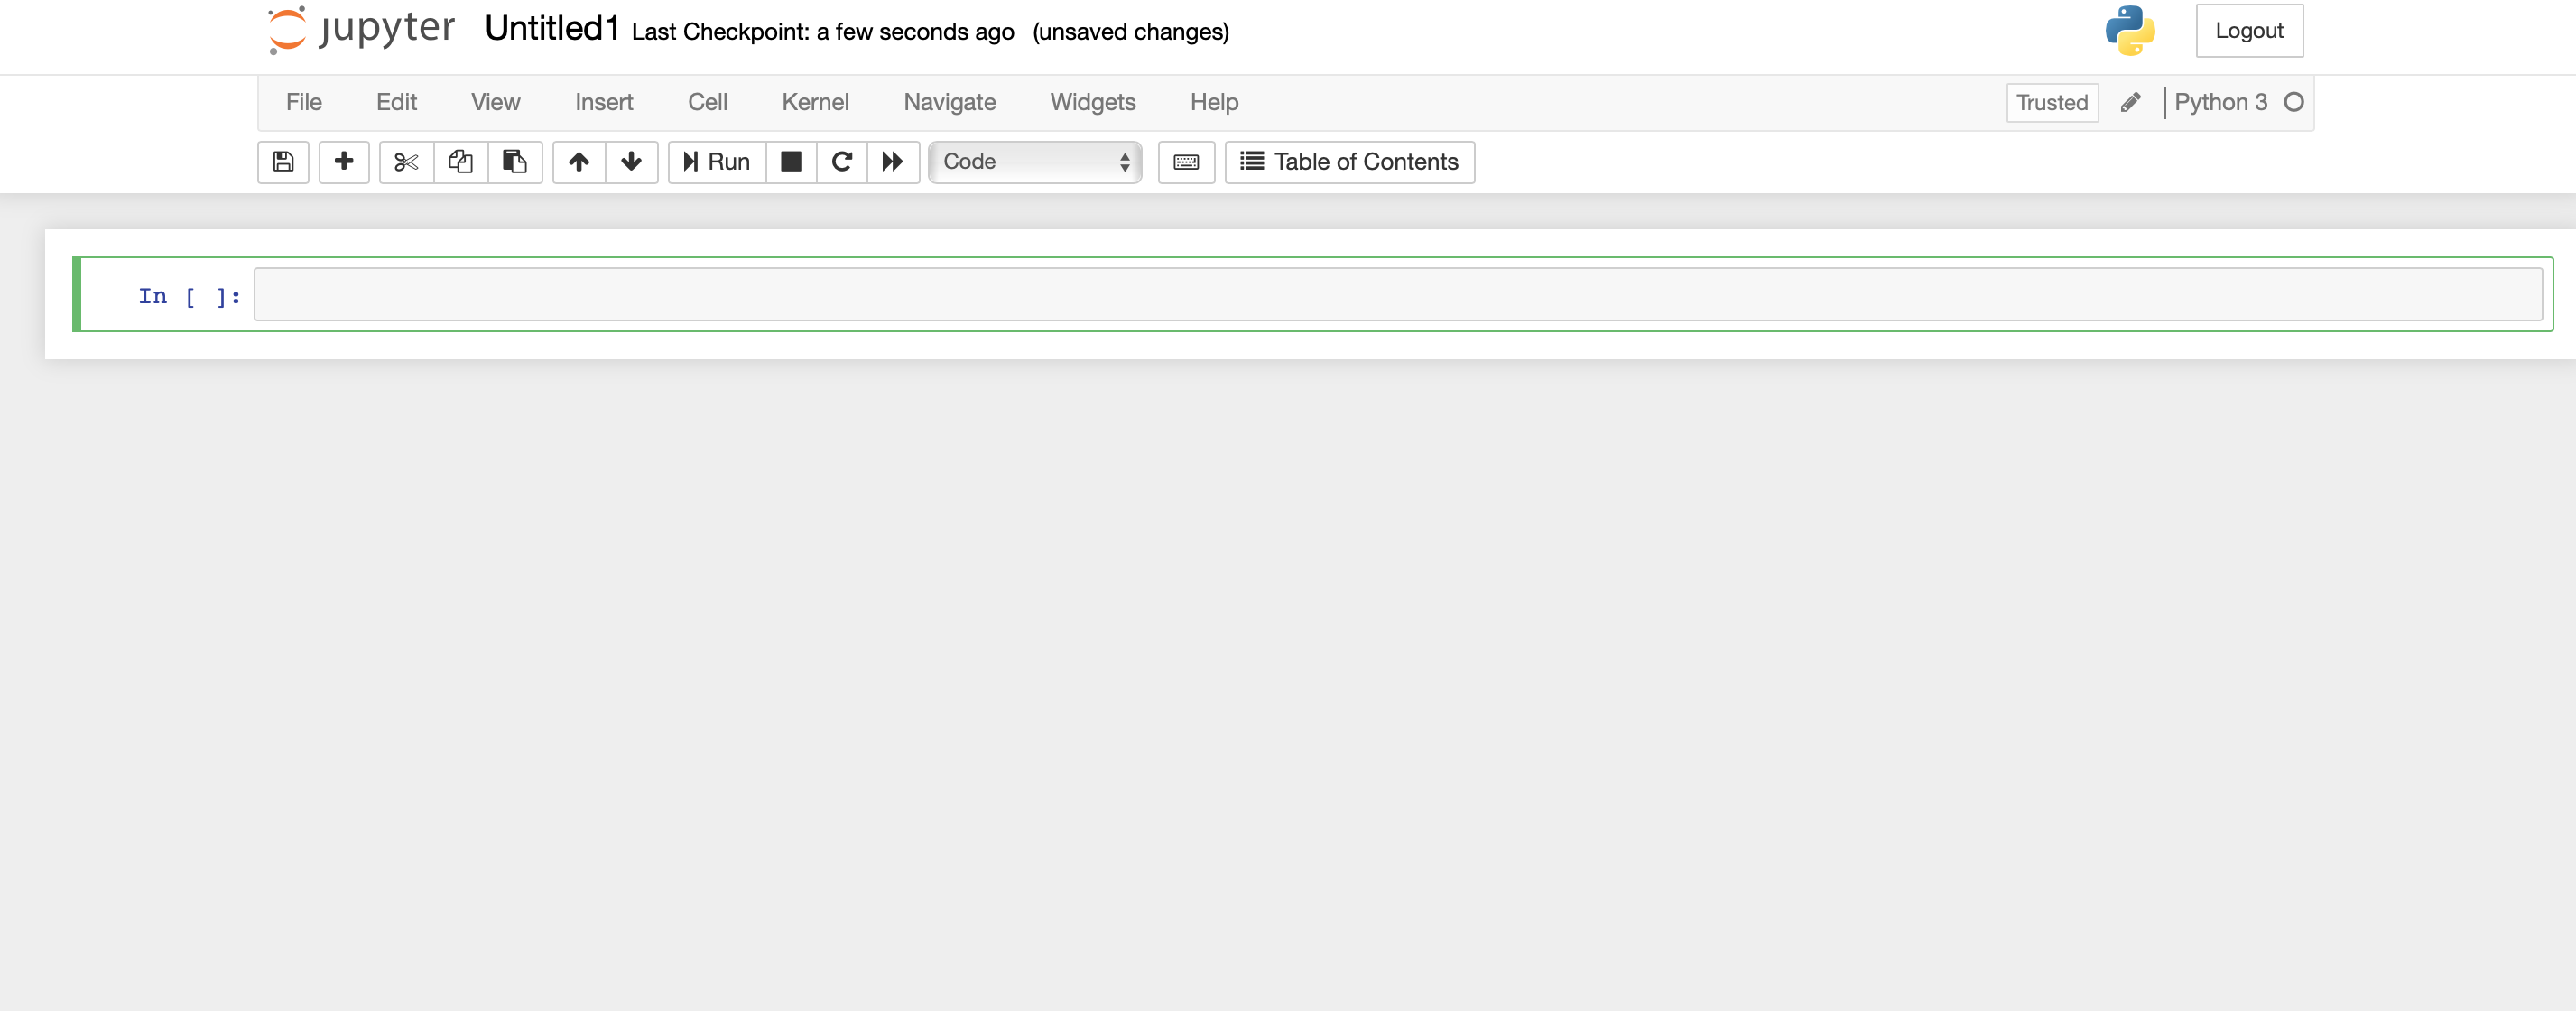 jupyter Untitled1 Last Checkpoint: a few seconds ago (unsaved changes) Logout
File Edit View Insert Cell Kernel Navigate Widgets Help Trusted Python 3
Run Code Table of Contents
In [ ]: